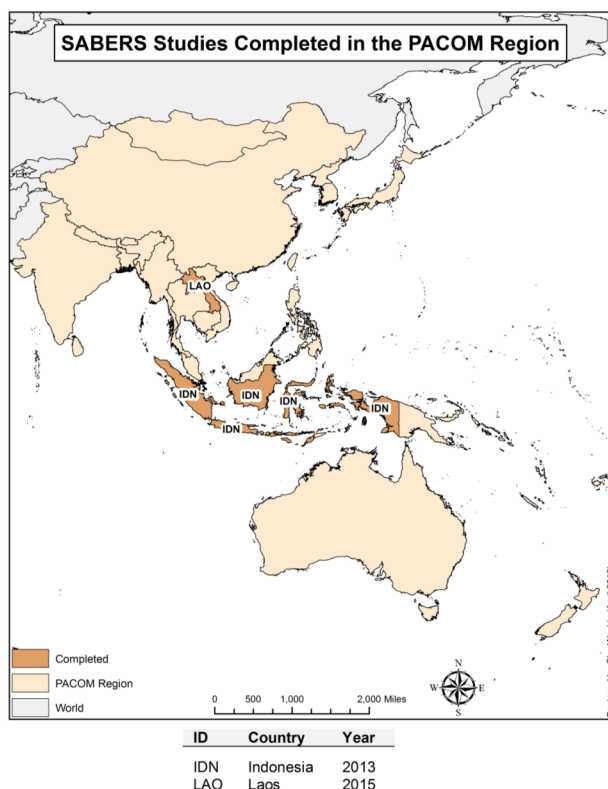 SABERS Studies Completed in the PACOM Region
LAO
IDN
IDN
IDN
IDN
IDN
Completed
PACOM Region
World
0 500 1,000 2,000 Miles
N
W E
S
ID Country Year
IDN Indonesia 2013
LAO Laos 2015